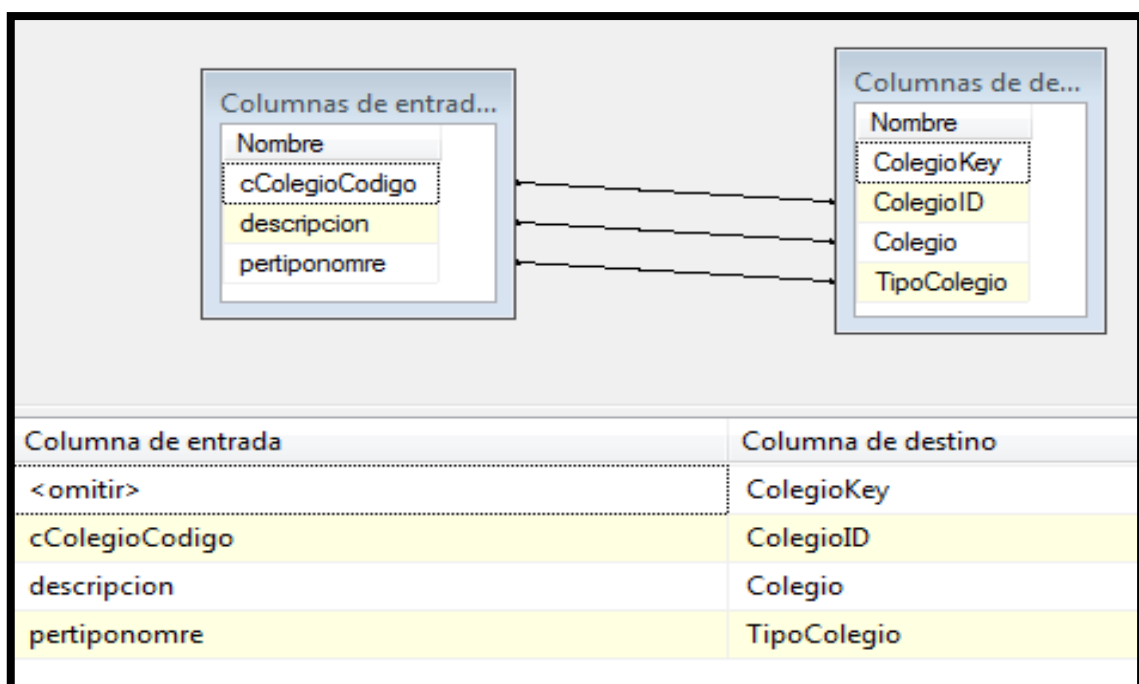 Columnas de entrad...
Nombre
cColegioCodigo
descripcion
pertiponomre
Columnas de de...
Nombre
ColegioKey
ColegioID
Colegio
TipoColegio
Columna de entrada Columna de destino
<omitir> ColegioKey
cColegioCodigo ColegioID
descripcion Colegio
pertiponomre TipoColegio